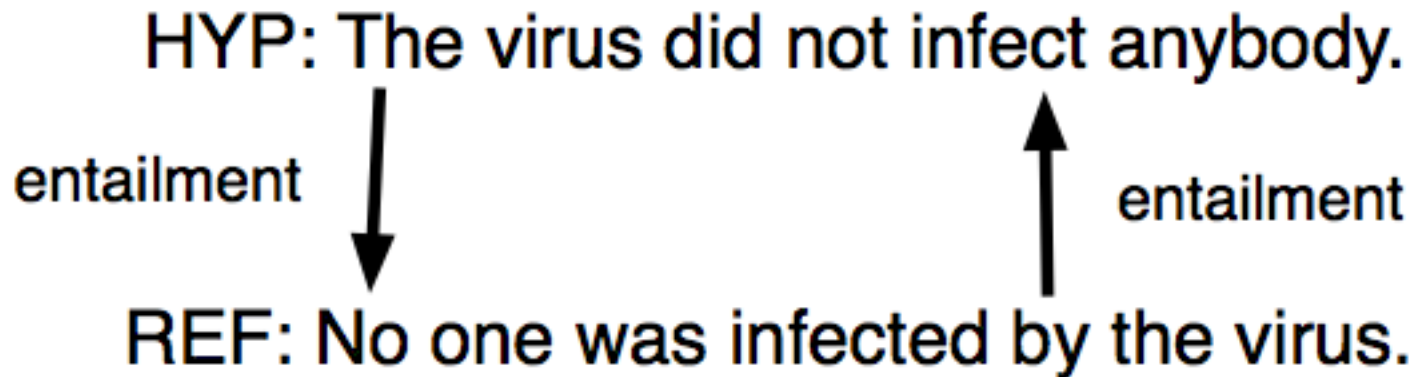 HYP: The virus did not infect anybody.
entailment
entailment
REF: No one was infected by the virus.